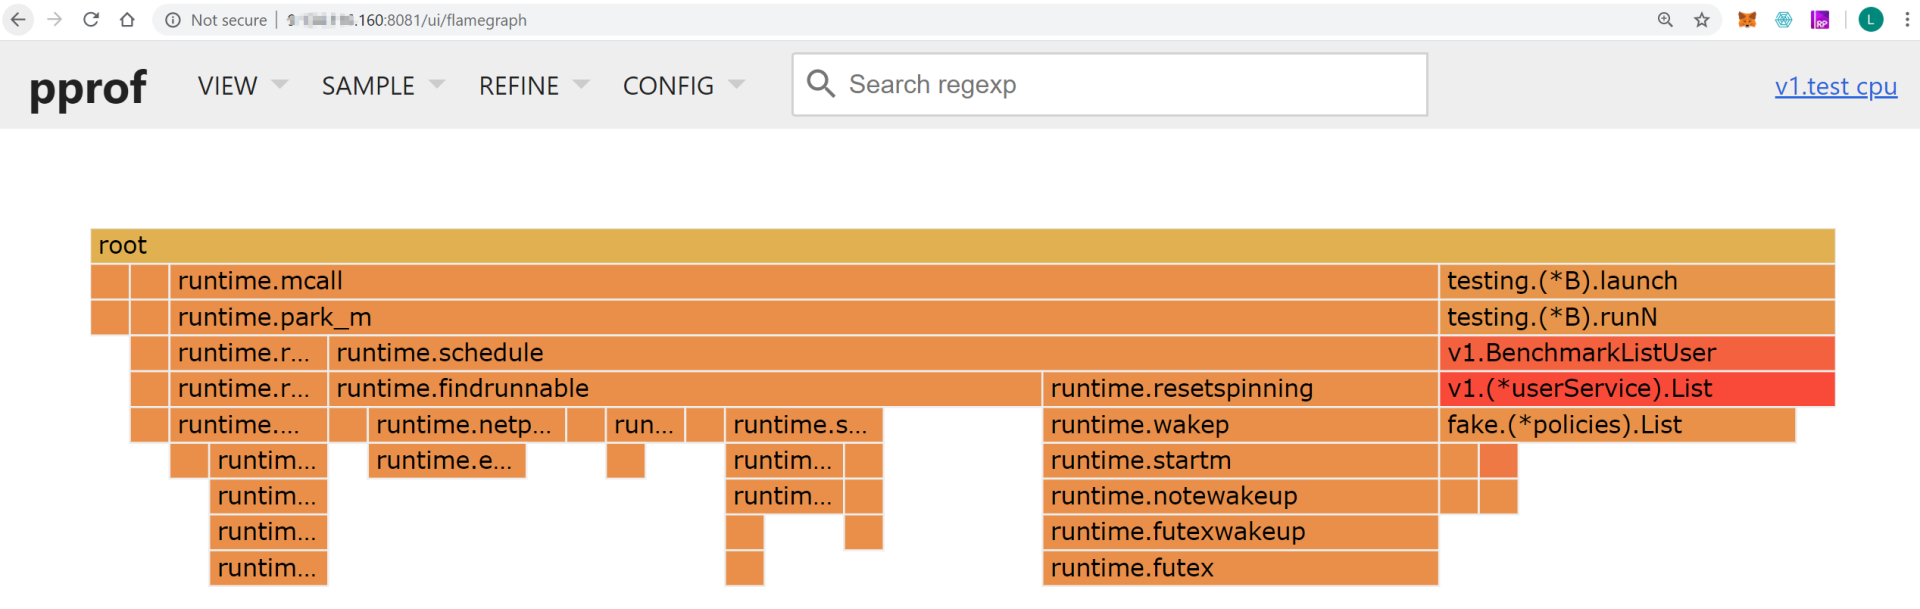 Not secure .160:8081/ui/flamegraph
RP L
pprof VIEW SAMPLE REFINE CONFIG Search regexp v1.test cpu
root
runtime.mcall testing.(*B).launch
runtime.park_m testing.(*B).runN
runtime.r... runtime.schedule v1.BenchmarkListUser
runtime.r... runtime.findrunnable runtime.resetspinning v1.(*userService).List
runtime.... runtime.netp... run... runtime.s... runtime.wakep fake.(*policies).List
runtim... runtime.e... runtim... runtime.startm
runtim... runtim... runtime.notewakeup
runtim... runtime.futexwakeup
runtim... runtime.futex